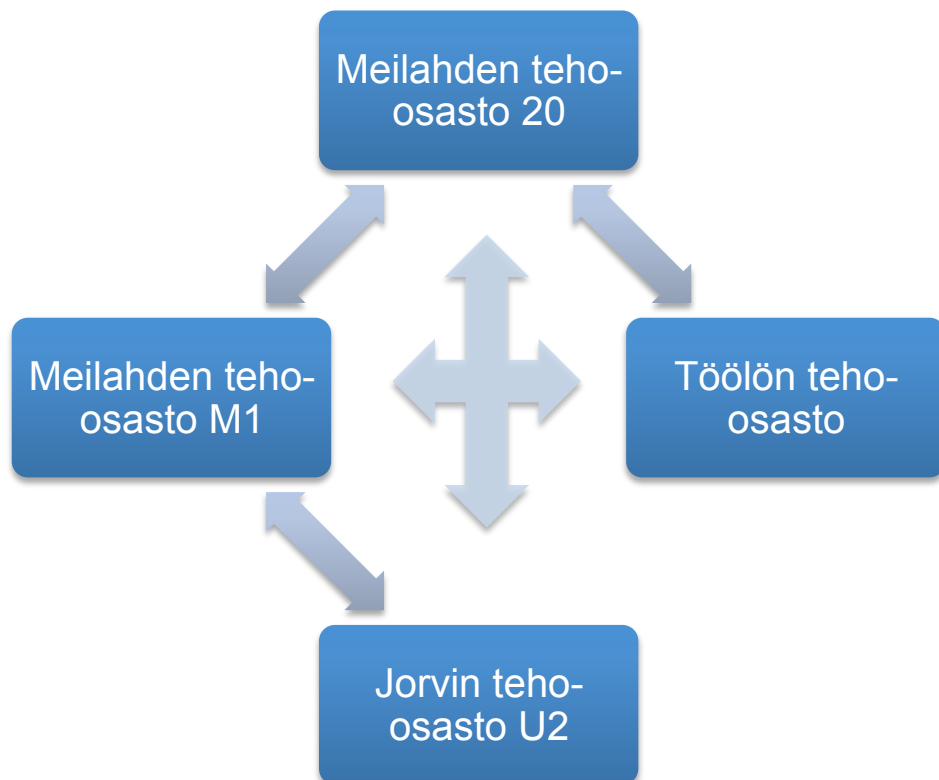 Meilahden teho-
osasto 20
Meilahden teho-
osasto M1
Töölön teho-
osasto
Jorvin teho-
osasto U2